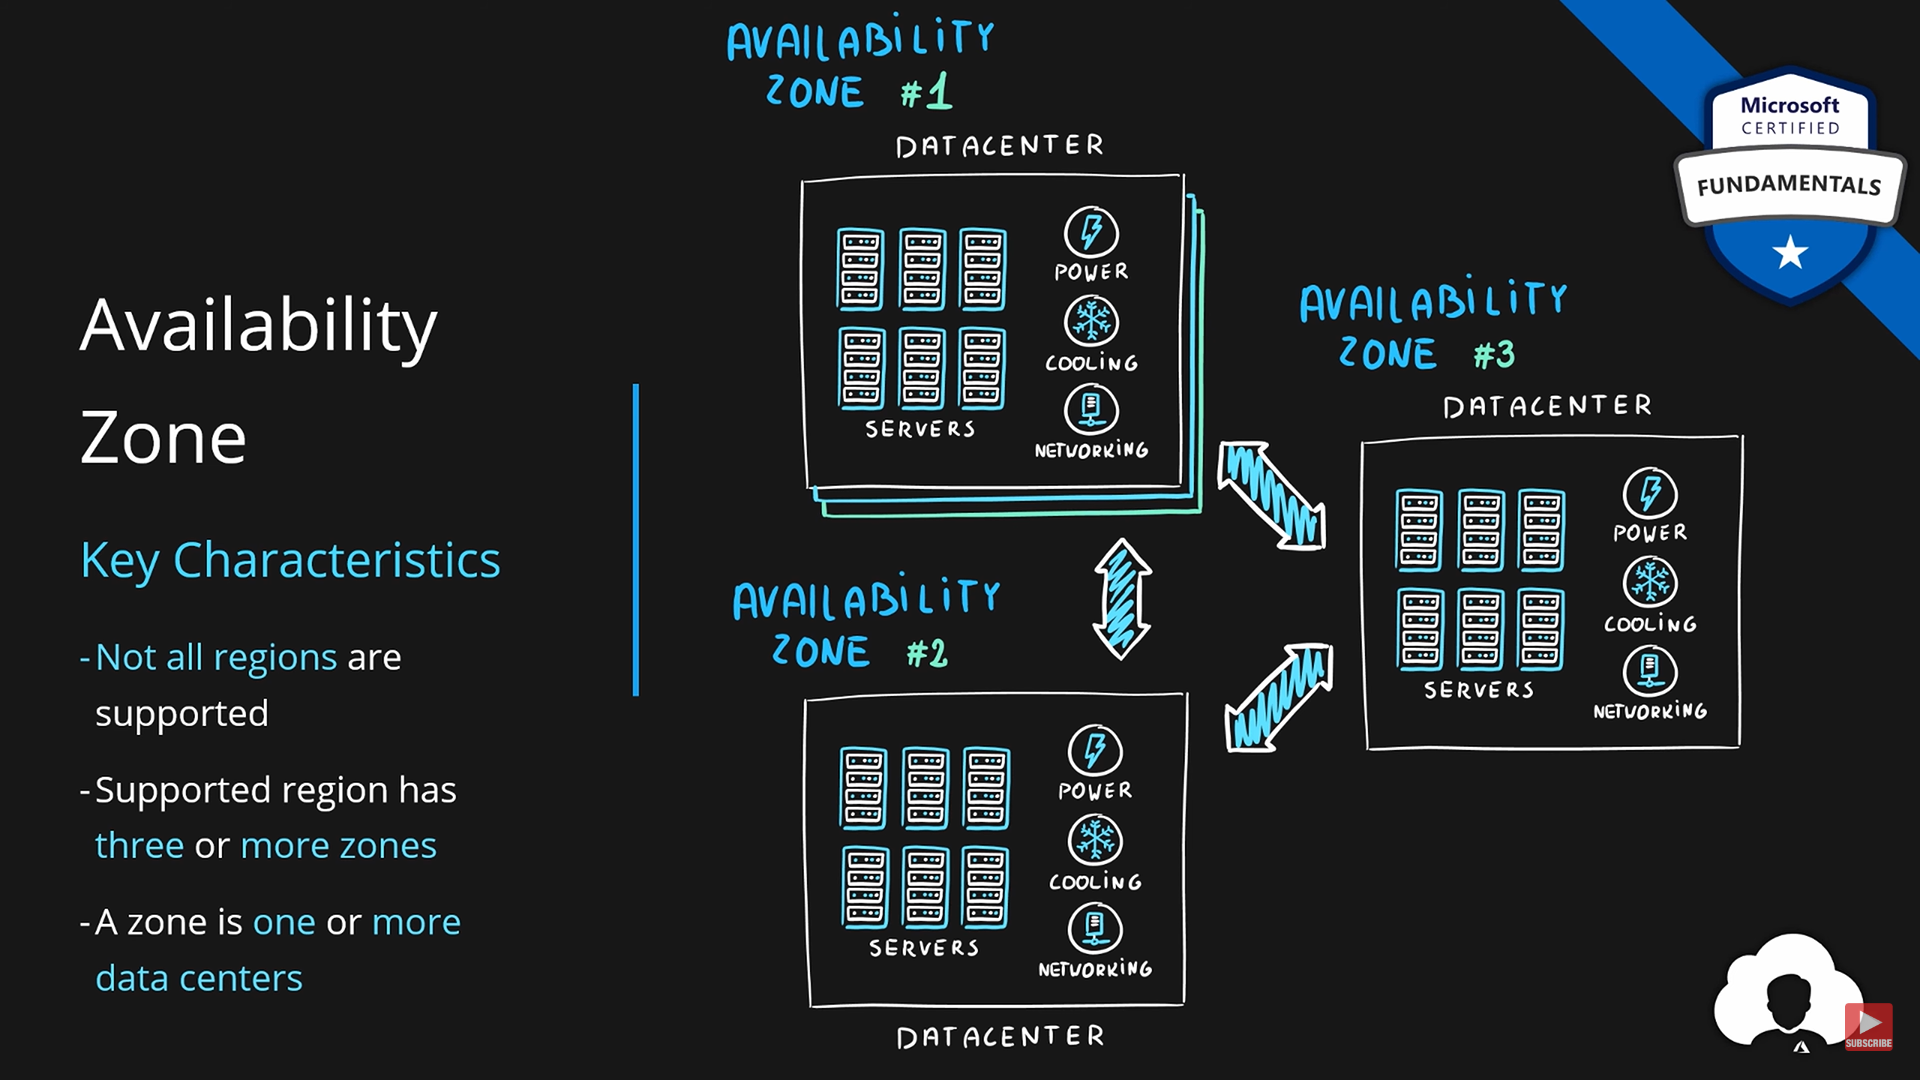 Availability
Zone
Key Characteristics
-Not all regions are
supported
-Supported region has
three or more zones
-A zone is one or more
data centers
AVAILABILITY
ZONE #1
DATACENTER
POWER
COOLING
NETWORKING
SERVERS
AVAILABILITY
ZONE #2
POWER
COOLING
NETWORKING
SERVERS
DATACENTER
AVAILABILITY
ZONE #3
DATACENTER
POWER
COOLING
NETWORKING
SERVERS
Microsoft
CERTIFIED
FUNDAMENTALS
SUBSCRIBE